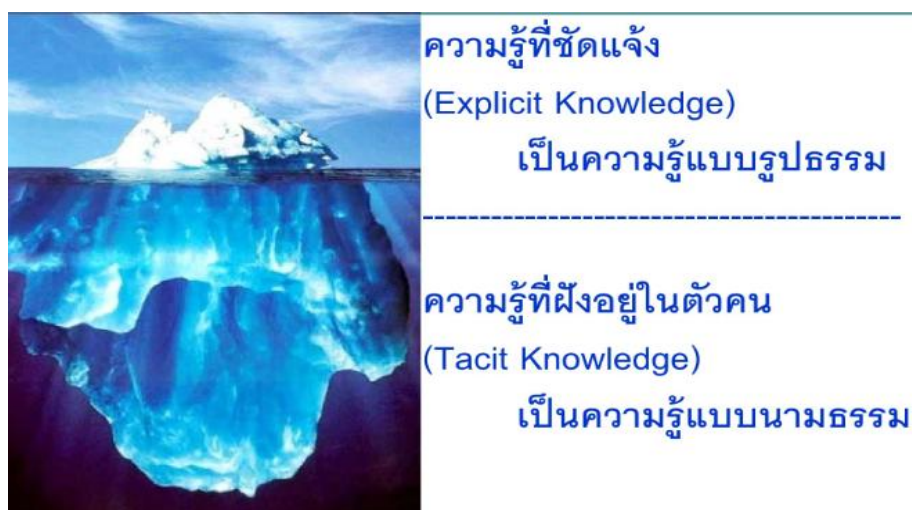 ความรู้ที่ชัดแจ้ง
(Explicit Knowledge)
เป็นความรู้แบบรูปธรรม
------------------------------------------
ความรู้ที่ฝังอยู่ในตัวคน
(Tacit Knowledge)
เป็นความรู้แบบนามธรรม